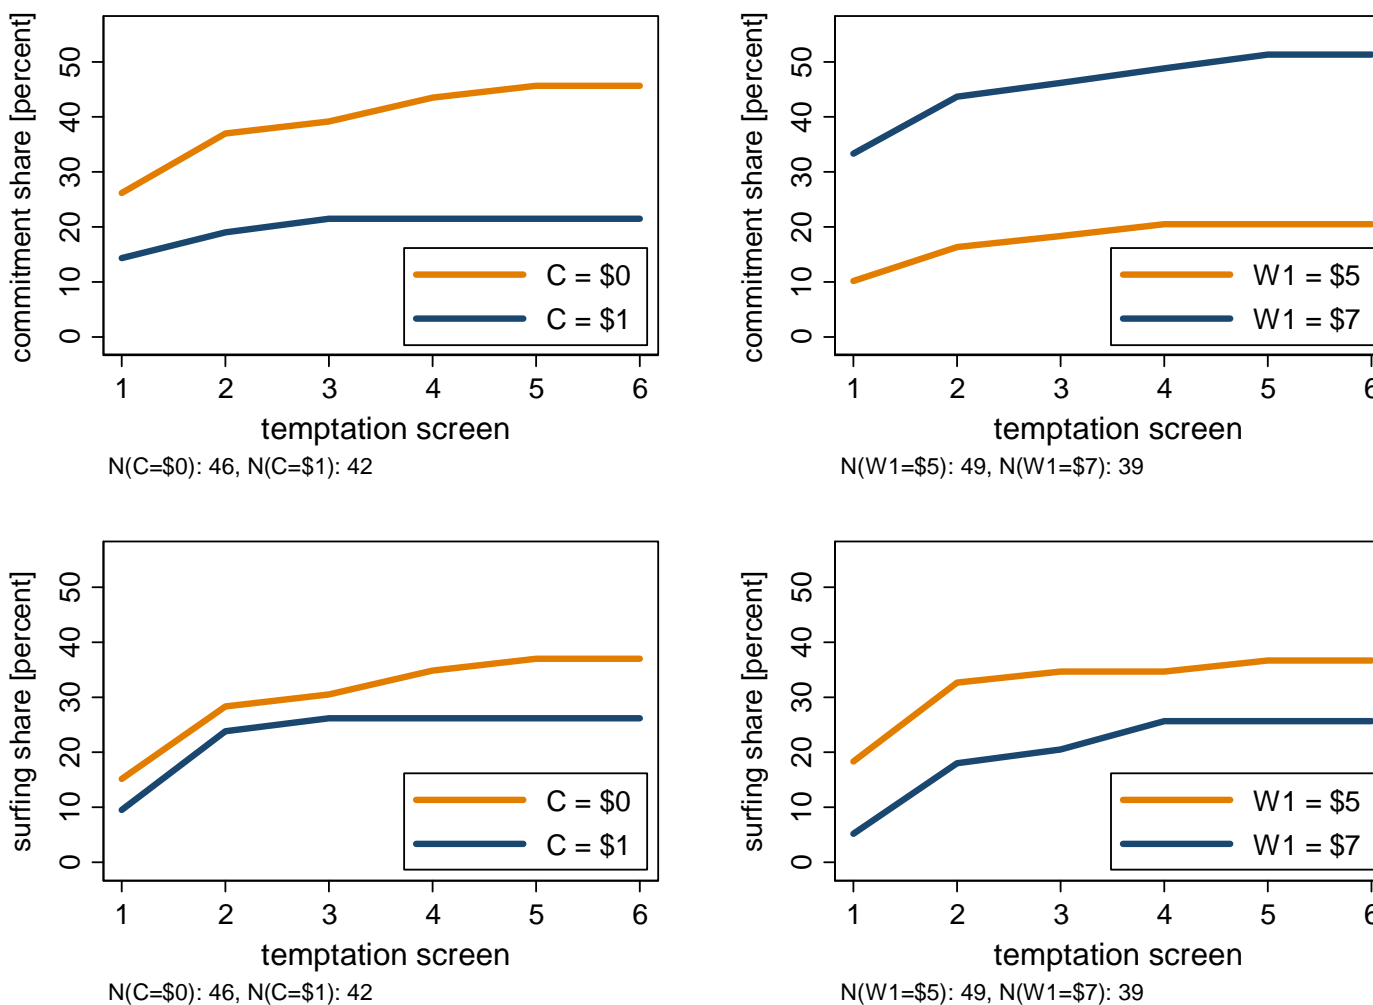 commitment share [percent]
50
40
30
20
10
0
C = $0
C = $1
1 2 3 4 5 6
temptation screen
N(C=$0): 46, N(C=$1): 42
commitment share [percent]
50
40
30
20
10
0
W1 = $5
W1 = $7
1 2 3 4 5 6
temptation screen
N(W1=$5): 49, N(W1=$7): 39
surfing share [percent]
50
40
30
20
10
0
C = $0
C = $1
1 2 3 4 5 6
temptation screen
N(C=$0): 46, N(C=$1): 42
surfing share [percent]
50
40
30
20
10
0
W1 = $5
W1 = $7
1 2 3 4 5 6
temptation screen
N(W1=$5): 49, N(W1=$7): 39